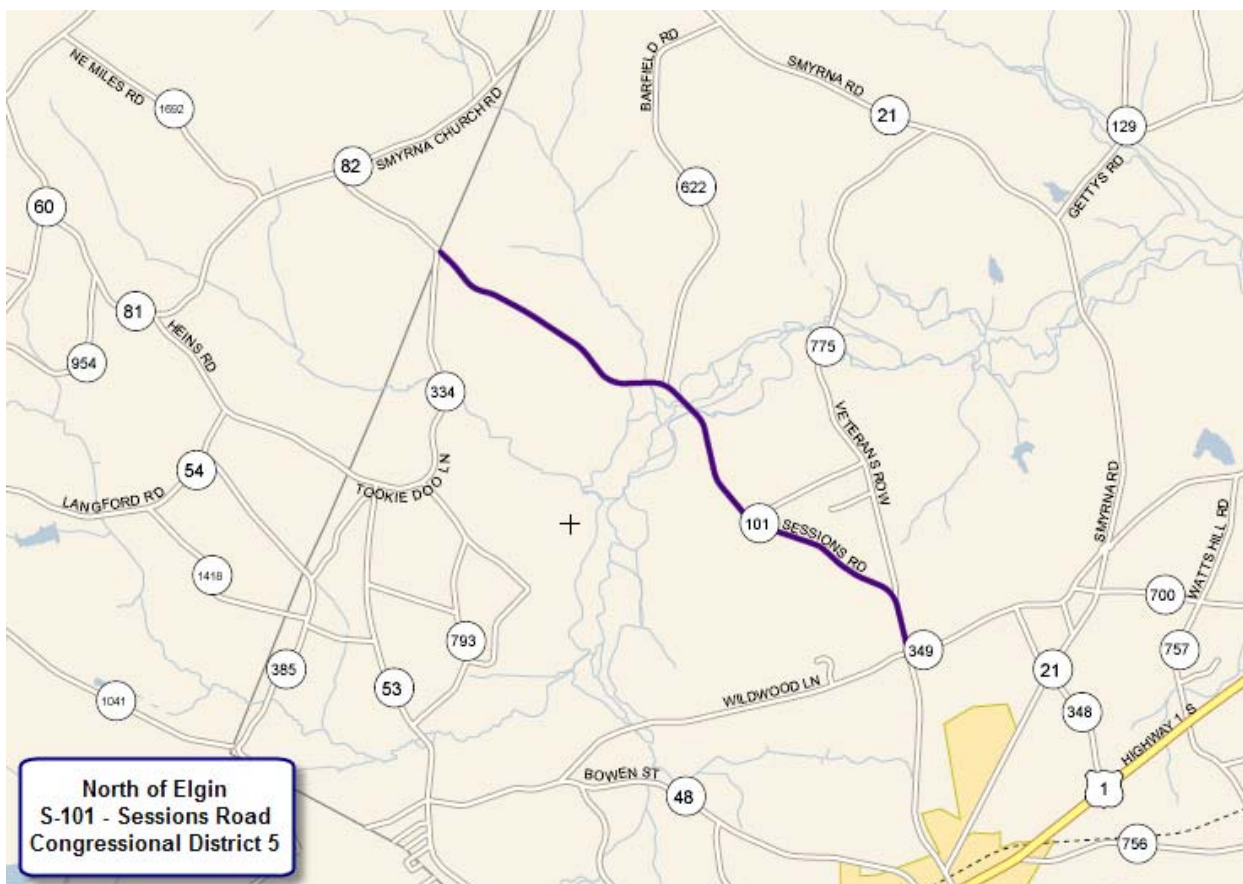 NE MILES RD
1692
82
SMYRNA CHURCH RD
BARFIELD RD
SMYRNA RD
21
129
GETTYS RD
622
60
81
HEINS RD
954
334
775
VETERANS ROW
54
LANGFORD RD
TOOKIE DOO LN
101
SESSIONS RD
SMYRNA RD
WATTS HILL RD
1418
700
793
349
757
385
53
21
1041
WILDWOOD LN
348
HIGHWAY 1 S
BOWEN ST
48
1
756
North of Elgin
S-101 - Sessions Road
Congressional District 5